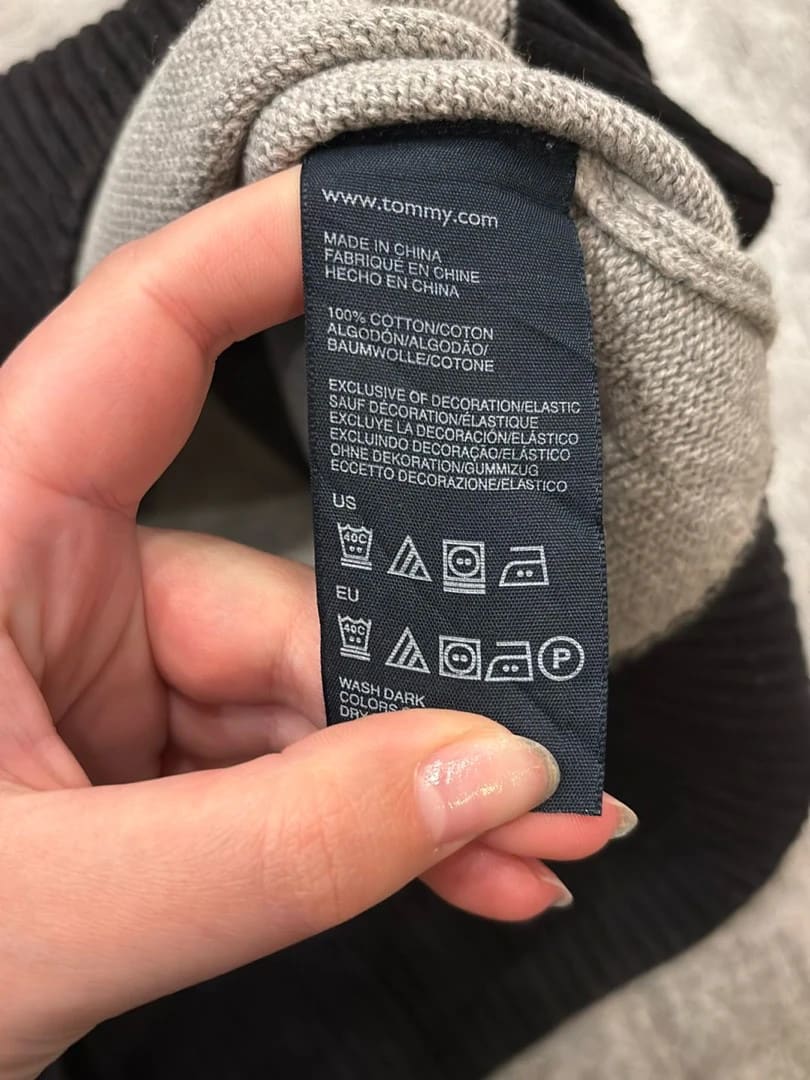 www.tommy.com
MADE IN CHINA
FABRIQUÉ EN CHINE
HECHO EN CHINA
100% COTTON/COTON
ALGODÓN/ALGODÃO/
BAUMWOLLE/COTONE
EXCLUSIVE OF DECORATION/ELASTIC
SAUF DÉCORATION/ÉLASTIQUE
EXCLUYE LA DECORACIÓN/ELÁSTICO
EXCLUINDO DECORAÇÃO/ELÁSTICO
OHNE DEKORATION/GUMMIZUG
ECCETTO DECORAZIONE/ELASTICO
US
40C
EU
40C P
WASH DARK
COLORS
DRY